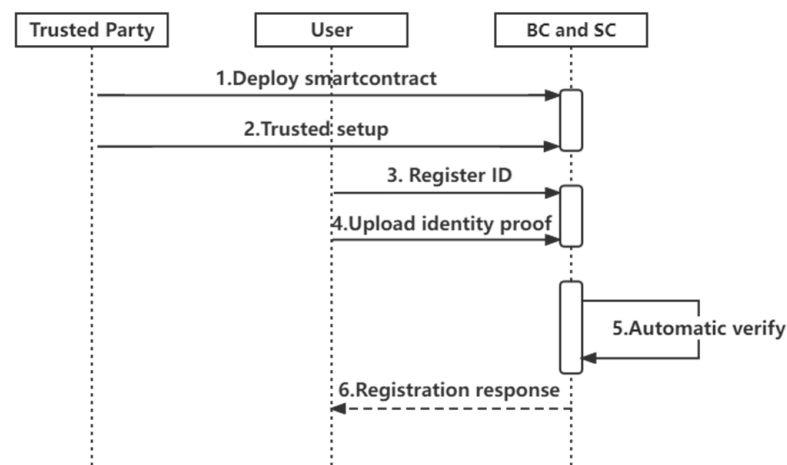 Trusted Party
User
BC and SC
1.Deploy smartcontract
2.Trusted setup
3. Register ID
4.Upload identity proof
5.Automatic verify
6.Registration response